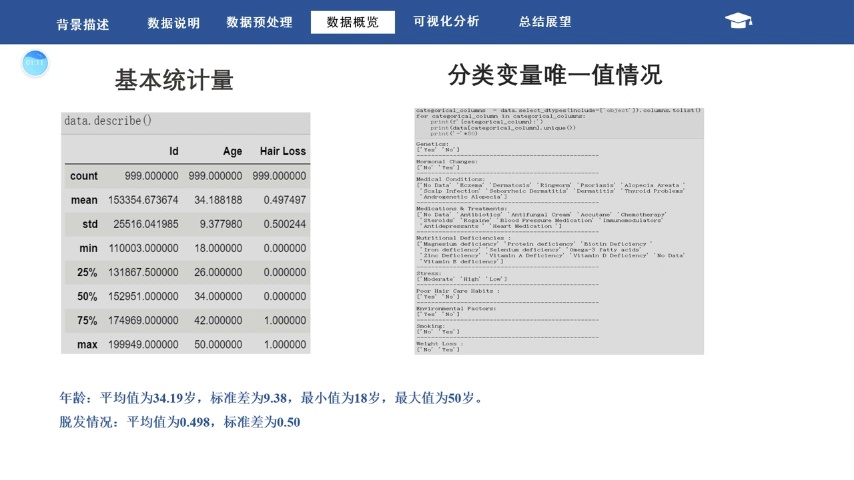 背景描述
数据说明
数据预处理
数据概览
可视化分析
总结展望
基本统计量
data.describe()
Id Age Hair Loss
count 999.000000 999.000000 999.000000
mean 153354.673674 34.188188 0.497497
std 25516.041985 9.377980 0.500244
min 110003.000000 18.000000 0.000000
25% 131867.500000 26.000000 0.000000
50% 152951.000000 34.000000 0.000000
75% 174969.000000 42.000000 1.000000
max 199949.000000 50.000000 1.000000
分类变量唯一值情况
categorical_columns = data.select_dtypes(include=['object']).columns.tolist()
for categorical_column in categorical_columns:
print(f'{categorical_column}:')
print(data[categorical_column].unique())
print('-'*50)
Genetics:
['Yes' 'No']
Hormonal Changes:
['No' 'Yes']
Medical Conditions:
['No Data' 'Eczema' 'Dermatosis' 'Ringworm' 'Psoriasis' 'Alopecia Areata '
'Scalp Infection' 'Seborrheic Dermatitis' 'Dermatitis' 'Thyroid Problems'
'Androgenetic Alopecia']
Medications & Treatments:
['No Data' 'Antibiotics' 'Antifungal Cream' 'Accutane' 'Chemotherapy'
'Steroids' 'Rogaine' 'Blood Pressure Medication' 'Immunomodulators'
'Antidepressants ' 'Heart Medication ']
Nutritional Deficiencies :
['Magnesium deficiency' 'Protein deficiency' 'Biotin Deficiency '
'Iron deficiency' 'Selenium deficiency' 'Omega-3 fatty acids'
'Zinc Deficiency' 'Vitamin A Deficiency' 'Vitamin D Deficiency' 'No Data'
'Vitamin E deficiency']
Stress:
['Moderate' 'High' 'Low']
Poor Hair Care Habits :
['Yes' 'No']
Environmental Factors:
['Yes' 'No']
Smoking:
['No' 'Yes']
Weight Loss :
['No' 'Yes']
年龄：平均值为34.19岁，标准差为9.38，最小值为18岁，最大值为50岁。
脱发情况：平均值为0.498，标准差为0.50